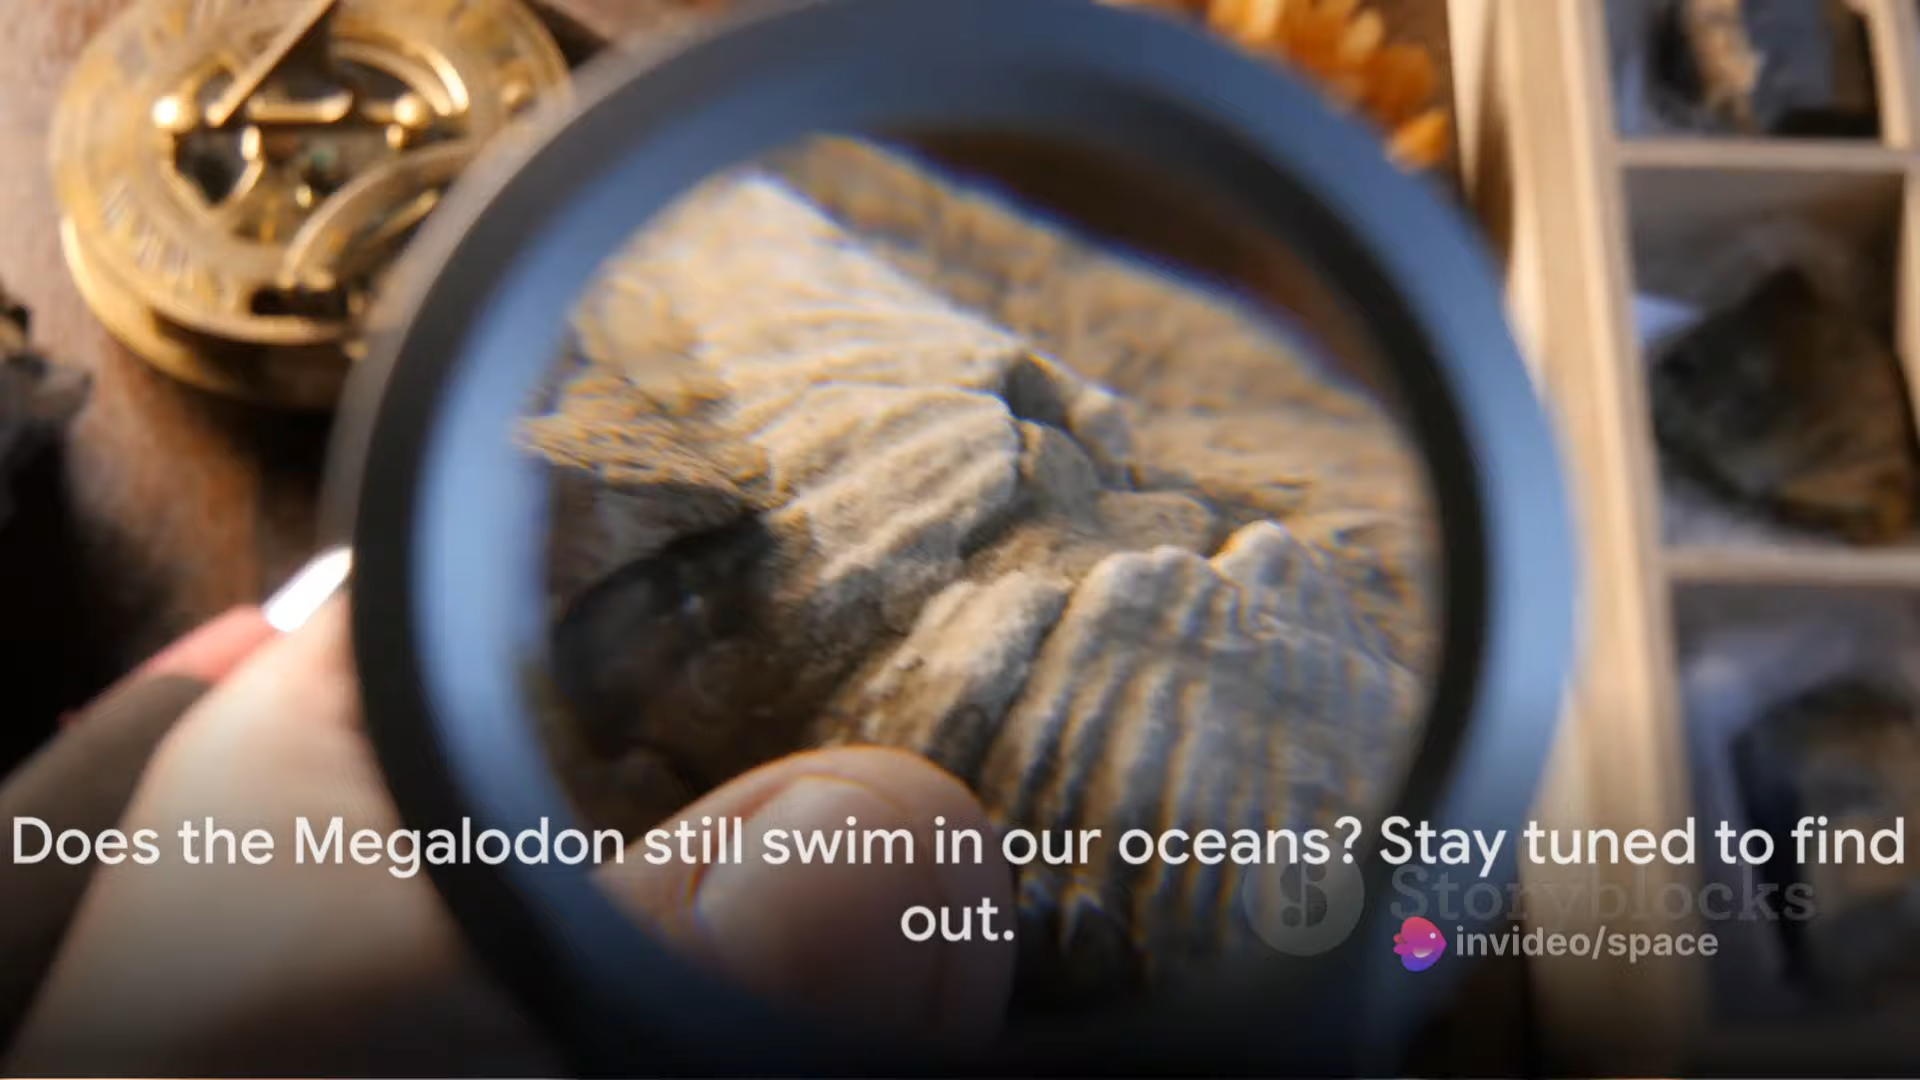 Does the Megalodon still swim in our oceans? Stay tuned to find
out.
Storyblocks
invideo/space